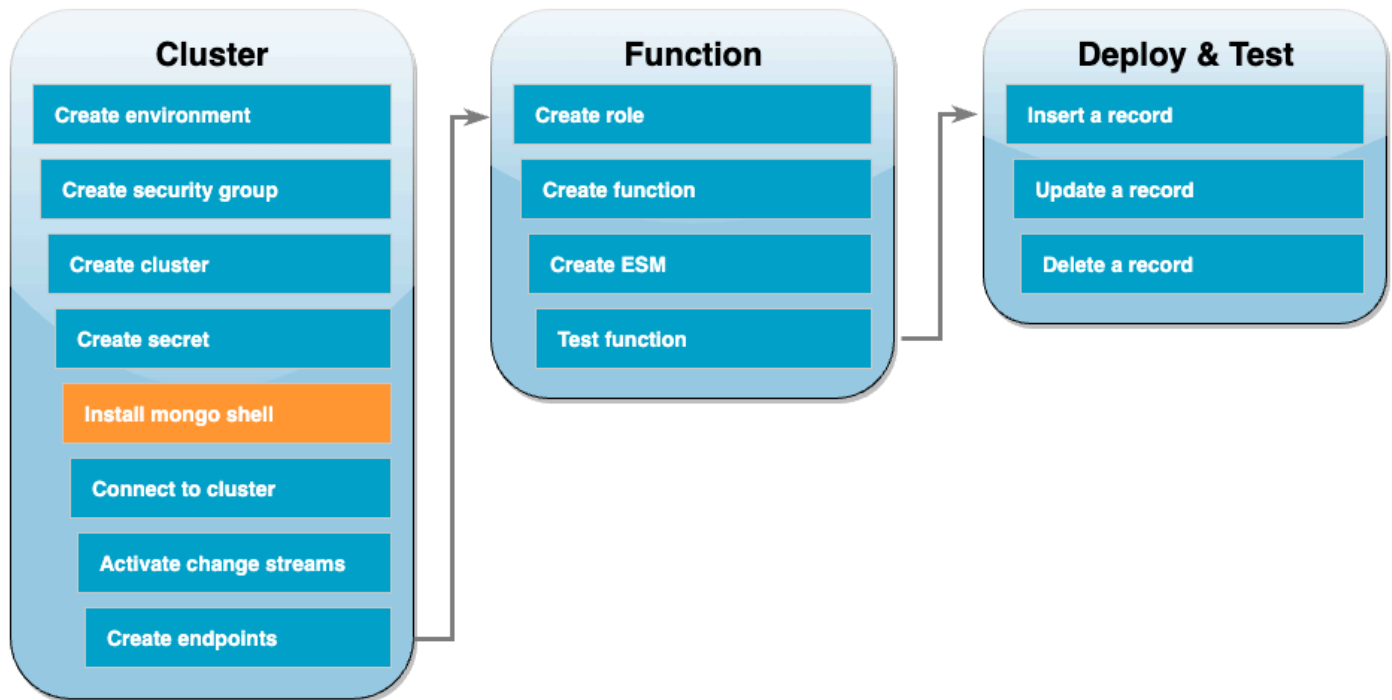 Cluster
Create environment
Create security group
Create cluster
Create secret
Install mongo shell
Connect to cluster
Activate change streams
Create endpoints
Function
Create role
Create function
Create ESM
Test function
Deploy & Test
Insert a record
Update a record
Delete a record